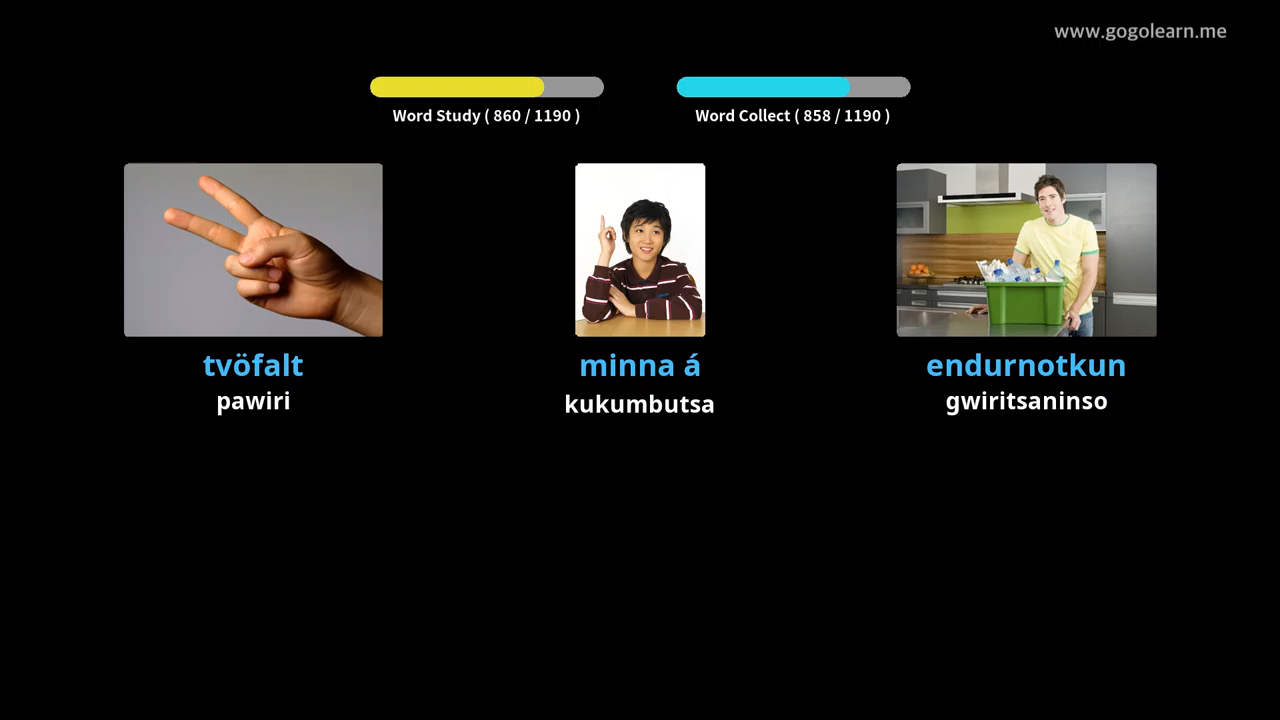 www.gogolearn.me
Word Study ( 860 / 1190 )
Word Collect ( 858 / 1190 )
tvöfalt
pawiri
minna á
kukumbutsa
endurnotkun
gwiritsaninso